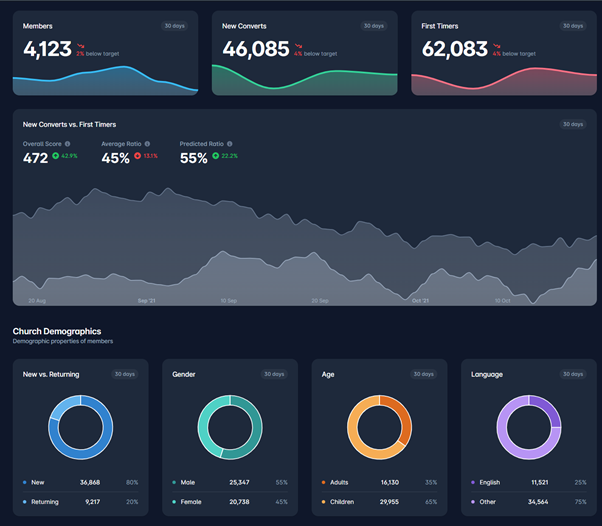 Members 30 days
4,123 2% below target
New Converts 30 days
46,085 4% below target
First Timers 30 days
62,083 4% below target
New Converts vs. First Timers 30 days
Overall Score Average Ratio Predicted Ratio
472 42.9% 45% 13.1% 55% 22.2%
25 Aug Sep '21 10 Sep 20 Sep Oct '21 10 Oct
Church Demographics
Demographic properties of members
New vs. Returning 30 days
New 36,868 80%
Returning 9,217 20%
Gender 30 days
Male 25,347 55%
Female 20,738 45%
Age 30 days
Adults 16,130 35%
Children 29,955 65%
Language 30 days
English 11,521 25%
Other 34,564 75%